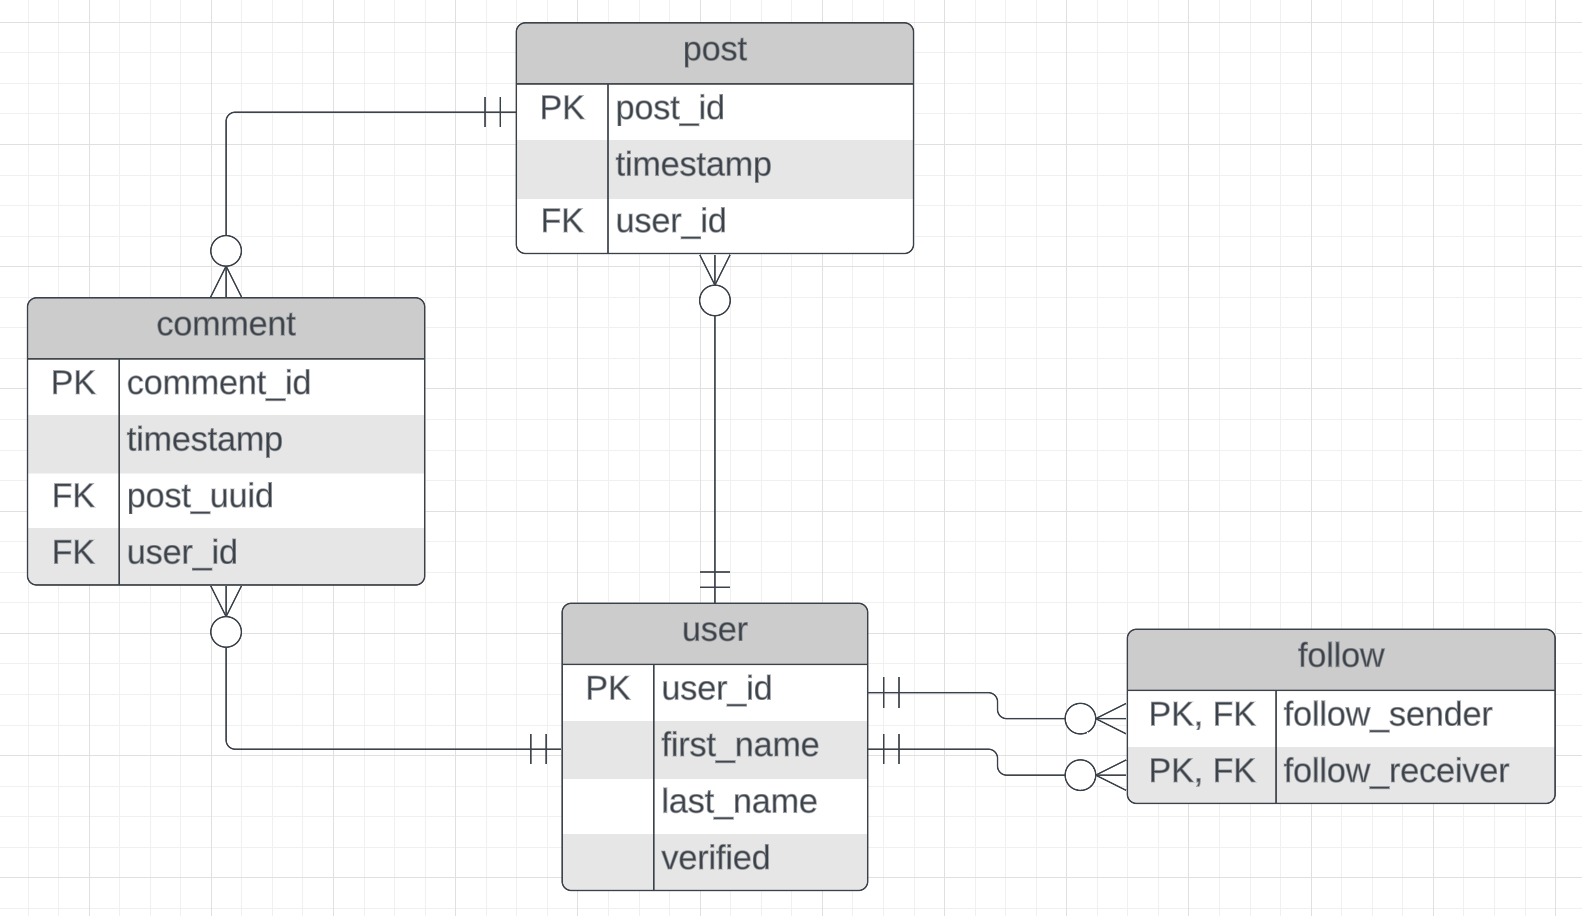 post
PK post_id
timestamp
FK user_id
comment
PK comment_id
timestamp
FK post_uuid
FK user_id
user
PK user_id
first_name
last_name
verified
follow
PK, FK follow_sender
PK, FK follow_receiver